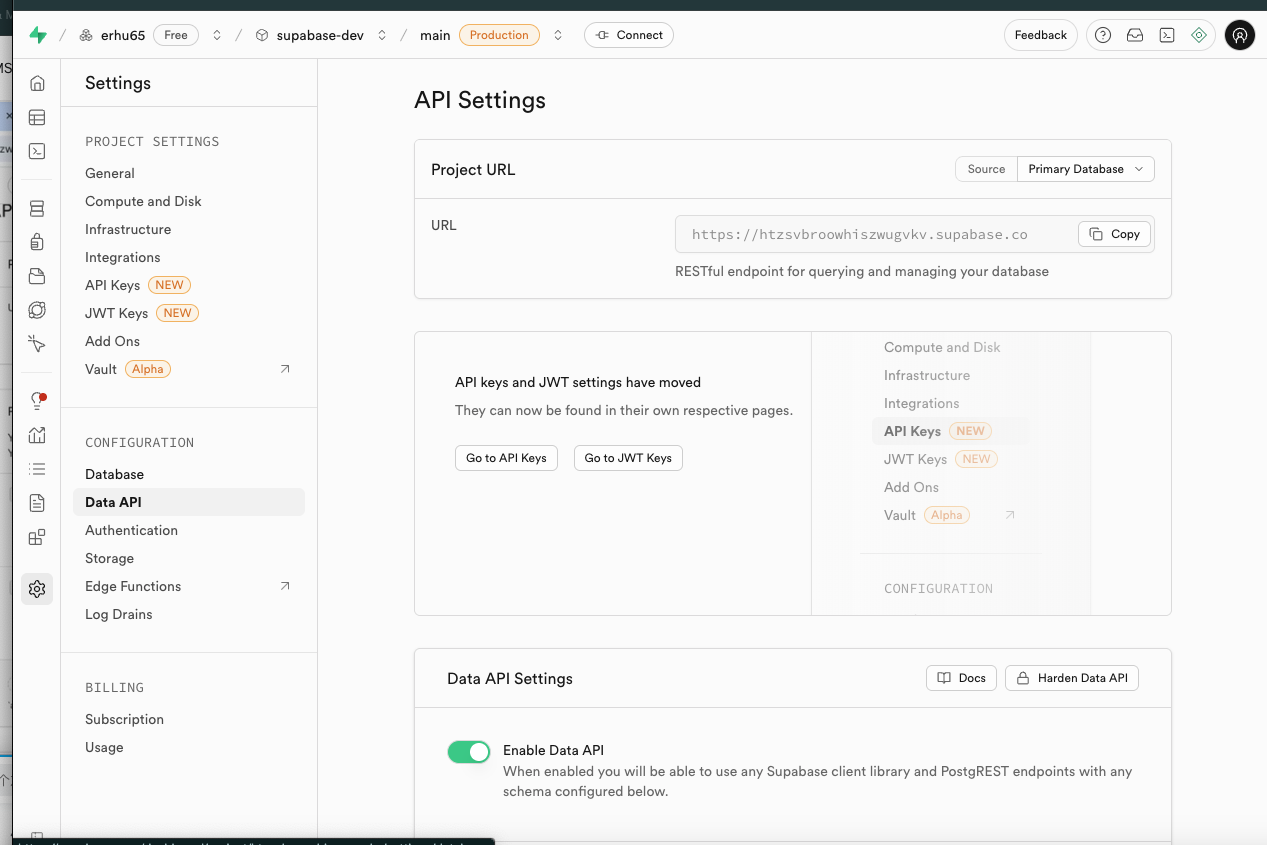 erhu65 Free supabase-dev main Production Connect Feedback
Settings
PROJECT SETTINGS
General
Compute and Disk
Infrastructure
Integrations
API Keys NEW
JWT Keys NEW
Add Ons
Vault Alpha
CONFIGURATION
Database
Data API
Authentication
Storage
Edge Functions
Log Drains
BILLING
Subscription
Usage
API Settings
Project URL
Source Primary Database
URL
https://htzsvbroowhiszwugvkv.supabase.co Copy
RESTful endpoint for querying and managing your database
API keys and JWT settings have moved
They can now be found in their own respective pages.
Go to API Keys Go to JWT Keys
Compute and Disk
Infrastructure
Integrations
API Keys NEW
JWT Keys NEW
Add Ons
Vault Alpha
CONFIGURATION
Data API Settings
Docs Harden Data API
Enable Data API
When enabled you will be able to use any Supabase client library and PostgREST endpoints with any
schema configured below.